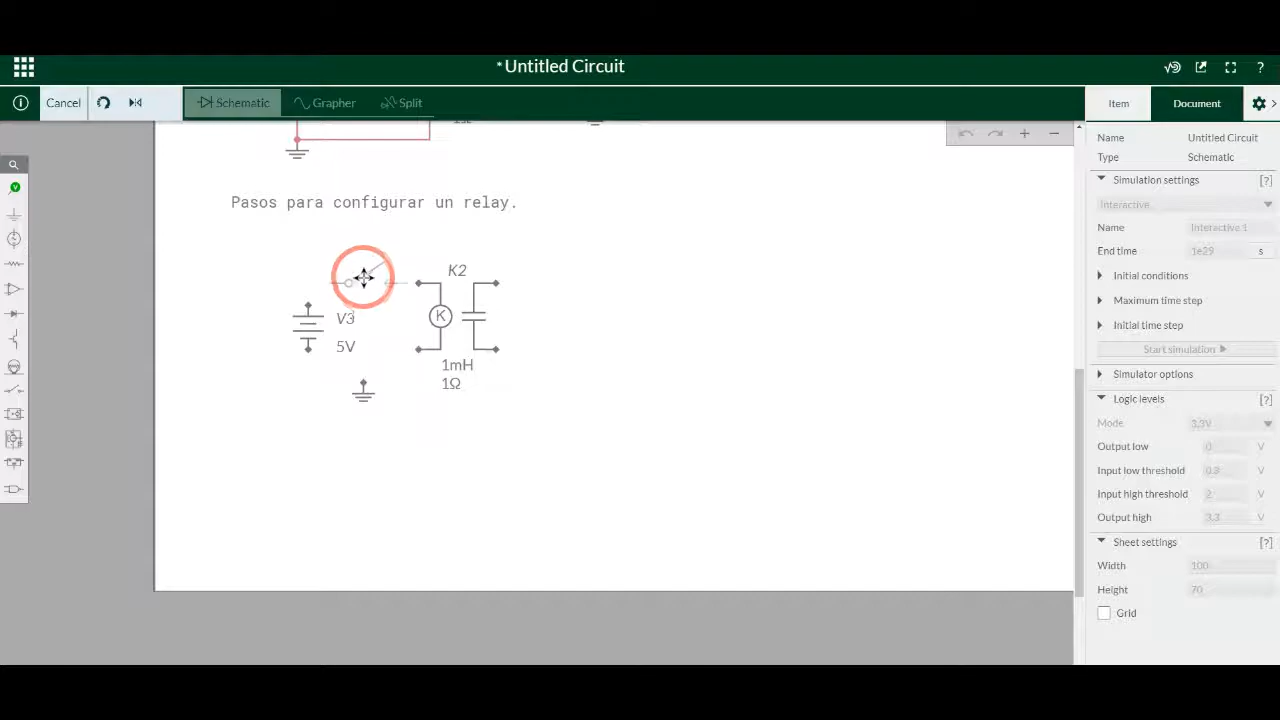 *Untitled Circuit
Cancel
Schematic
Grapher
Split
Item
Document
Name
Untitled Circuit
Type
Schematic
Simulation settings
[?]
Interactive
Name
Interactive 1
End time
1e29
s
Initial conditions
Maximum time step
Initial time step
Start simulation
Simulator options
Logic levels
[?]
Mode
3.3V
Output low
0
V
Input low threshold
0.8
V
Input high threshold
2
V
Output high
3.3
V
Sheet settings
[?]
Width
100
Height
70
Grid
Pasos para configurar un relay.
K2
K
V3
5V
1mH
1Ω